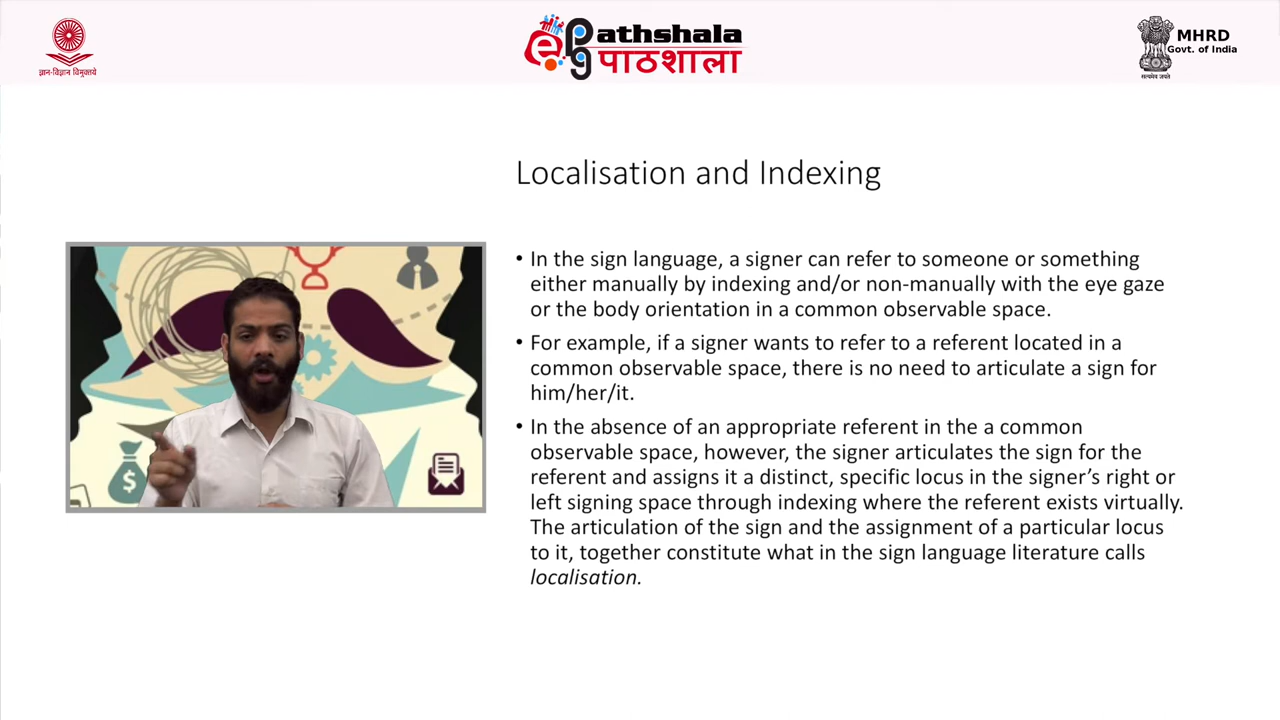 ज्ञान-विज्ञान विमुक्तये
ePGathshala
पाठशाला
MHRD
Govt. of India
सत्यमेव जयते
Localisation and Indexing
• In the sign language, a signer can refer to someone or something
either manually by indexing and/or non-manually with the eye gaze
or the body orientation in a common observable space.
• For example, if a signer wants to refer to a referent located in a
common observable space, there is no need to articulate a sign for
him/her/it.
• In the absence of an appropriate referent in the a common
observable space, however, the signer articulates the sign for the
referent and assigns it a distinct, specific locus in the signer’s right or
left signing space through indexing where the referent exists virtually.
The articulation of the sign and the assignment of a particular locus
to it, together constitute what in the sign language literature calls
localisation.
$